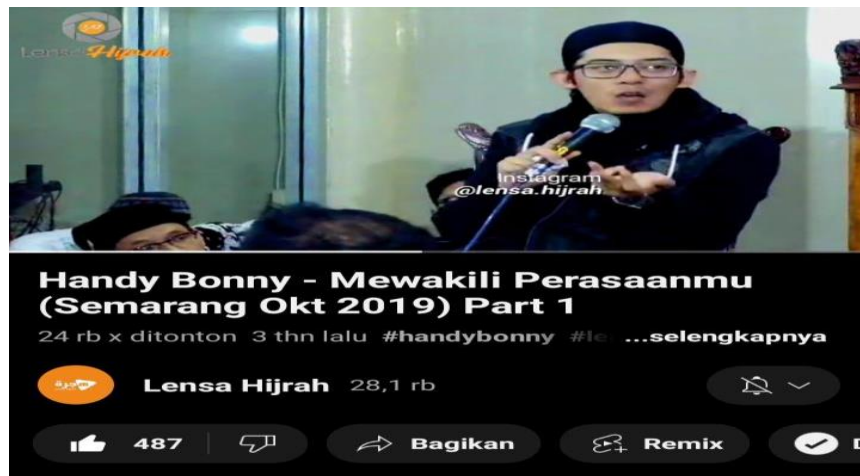 Lensa Hijrah
Instagram
@lensa.hijrah
Handy Bonny - Mewakili Perasaanmu
(Semarang Okt 2019) Part 1
24 rb x ditonton 3 thn lalu #handybonny #le ...selengkapnya
Lensa Hijrah 28,1 rb
487 Bagikan Remix D